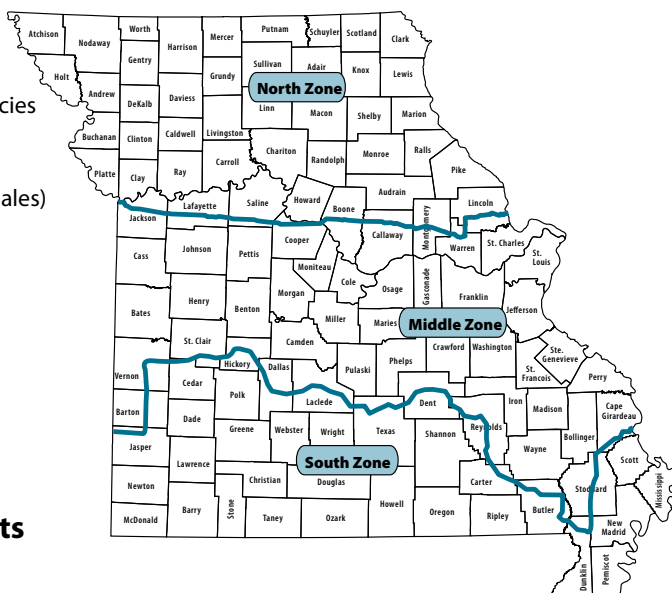 Atchison
Nodaway
Worth
Harrison
Mercer
Putnam
Schuyler
Scotland
Clark
Gentry
Sullivan
Adair
Knox
Lewis
Holt
Grundy
Andrew
DeKalb
Daviess
North Zone
cies
Linn
Macon
Shelby
Marion
Buchanan
Clinton
Caldwell
Livingston
Chariton
Randolph
Monroe
Ralls
Platte
Clay
Ray
Carroll
Pike
Audrain
ales)
Jackson
Lafayette
Saline
Howard
Boone
Callaway
Montgomery
Lincoln
Warren
St. Charles
St.
Louis
Cass
Johnson
Pettis
Cooper
Moniteau
Cole
Osage
Gasconade
Franklin
Jefferson
Bates
Henry
Benton
Morgan
Miller
Maries
Middle Zone
St. Clair
Camden
Crawford
Washington
Ste.
Genevieve
Vernon
Hickory
Dallas
Pulaski
Phelps
St.
Francois
Perry
Cedar
Polk
Laclede
Dent
Iron
Madison
Cape
Girardeau
Barton
Dade
Greene
Webster
Wright
Texas
Shannon
Reynolds
Wayne
Bollinger
Jasper
Lawrence
South Zone
Scott
Newton
Christian
Douglas
Carter
Stoddard
Mississippi
McDonald
Barry
Stone
Taney
Ozark
Howell
Oregon
Ripley
Butler
New
Madrid
ts
Dunklin
Pemiscot